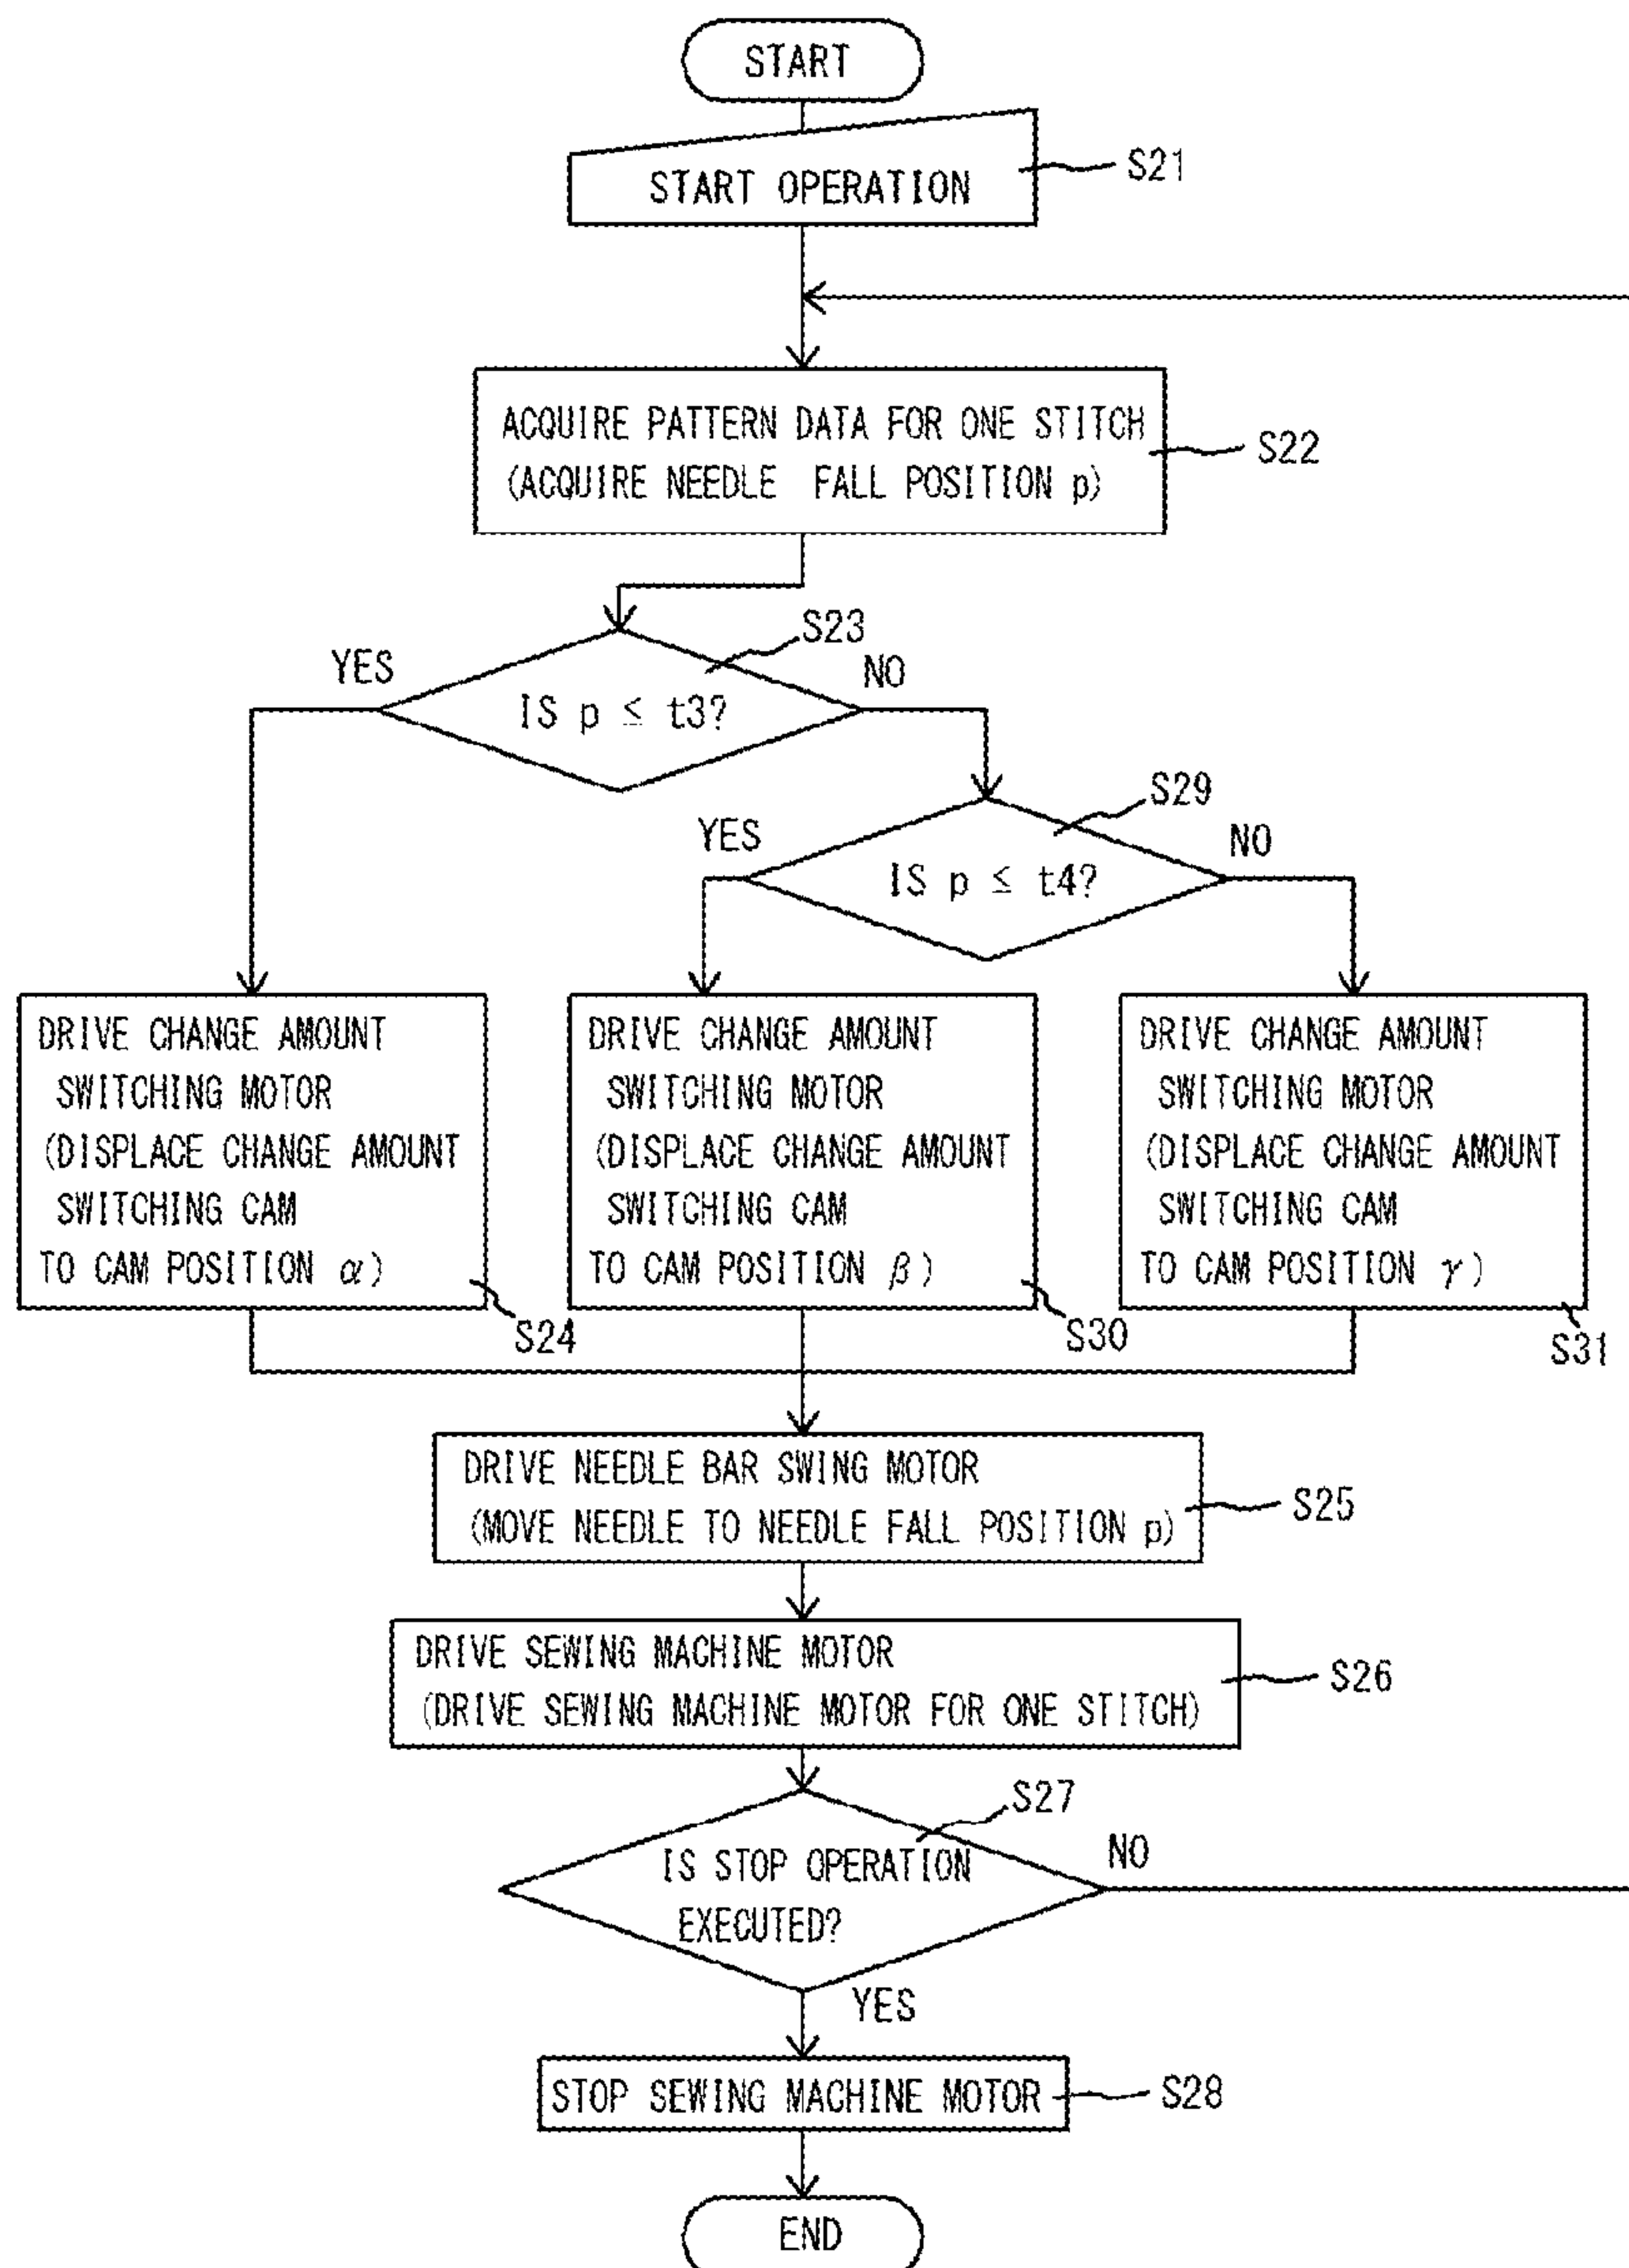 START
START OPERATION
S21
ACQUIRE PATTERN DATA FOR ONE STITCH
(ACQUIRE NEEDLE FALL POSITION p)
S22
S23
YES
NO
IS p ≦ t3?
S29
YES
NO
IS p ≦ t4?
DRIVE CHANGE AMOUNT
SWITCHING MOTOR
(DISPLACE CHANGE AMOUNT
SWITCHING CAM
TO CAM POSITION α)
S24
DRIVE CHANGE AMOUNT
SWITCHING MOTOR
(DISPLACE CHANGE AMOUNT
SWITCHING CAM
TO CAM POSITION β)
S30
DRIVE CHANGE AMOUNT
SWITCHING MOTOR
(DISPLACE CHANGE AMOUNT
SWITCHING CAM
TO CAM POSITION γ)
S31
DRIVE NEEDLE BAR SWING MOTOR
(MOVE NEEDLE TO NEEDLE FALL POSITION p)
S25
DRIVE SEWING MACHINE MOTOR
(DRIVE SEWING MACHINE MOTOR FOR ONE STITCH)
S26
S27
IS STOP OPERATION
EXECUTED?
NO
YES
STOP SEWING MACHINE MOTOR
S28
END